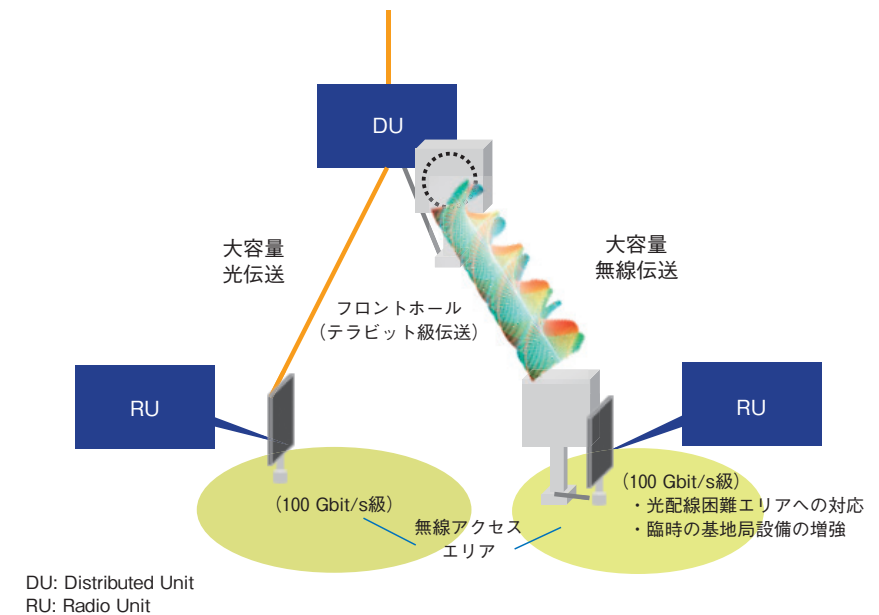 DU
大容量
光伝送
大容量
無線伝送
フロントホール
（テラビット級伝送）
RU
RU
（100 Gbit/s級）
（100 Gbit/s級）
・光配線困難エリアへの対応
・臨時の基地局設備の増強
無線アクセス
エリア
DU: Distributed Unit
RU: Radio Unit